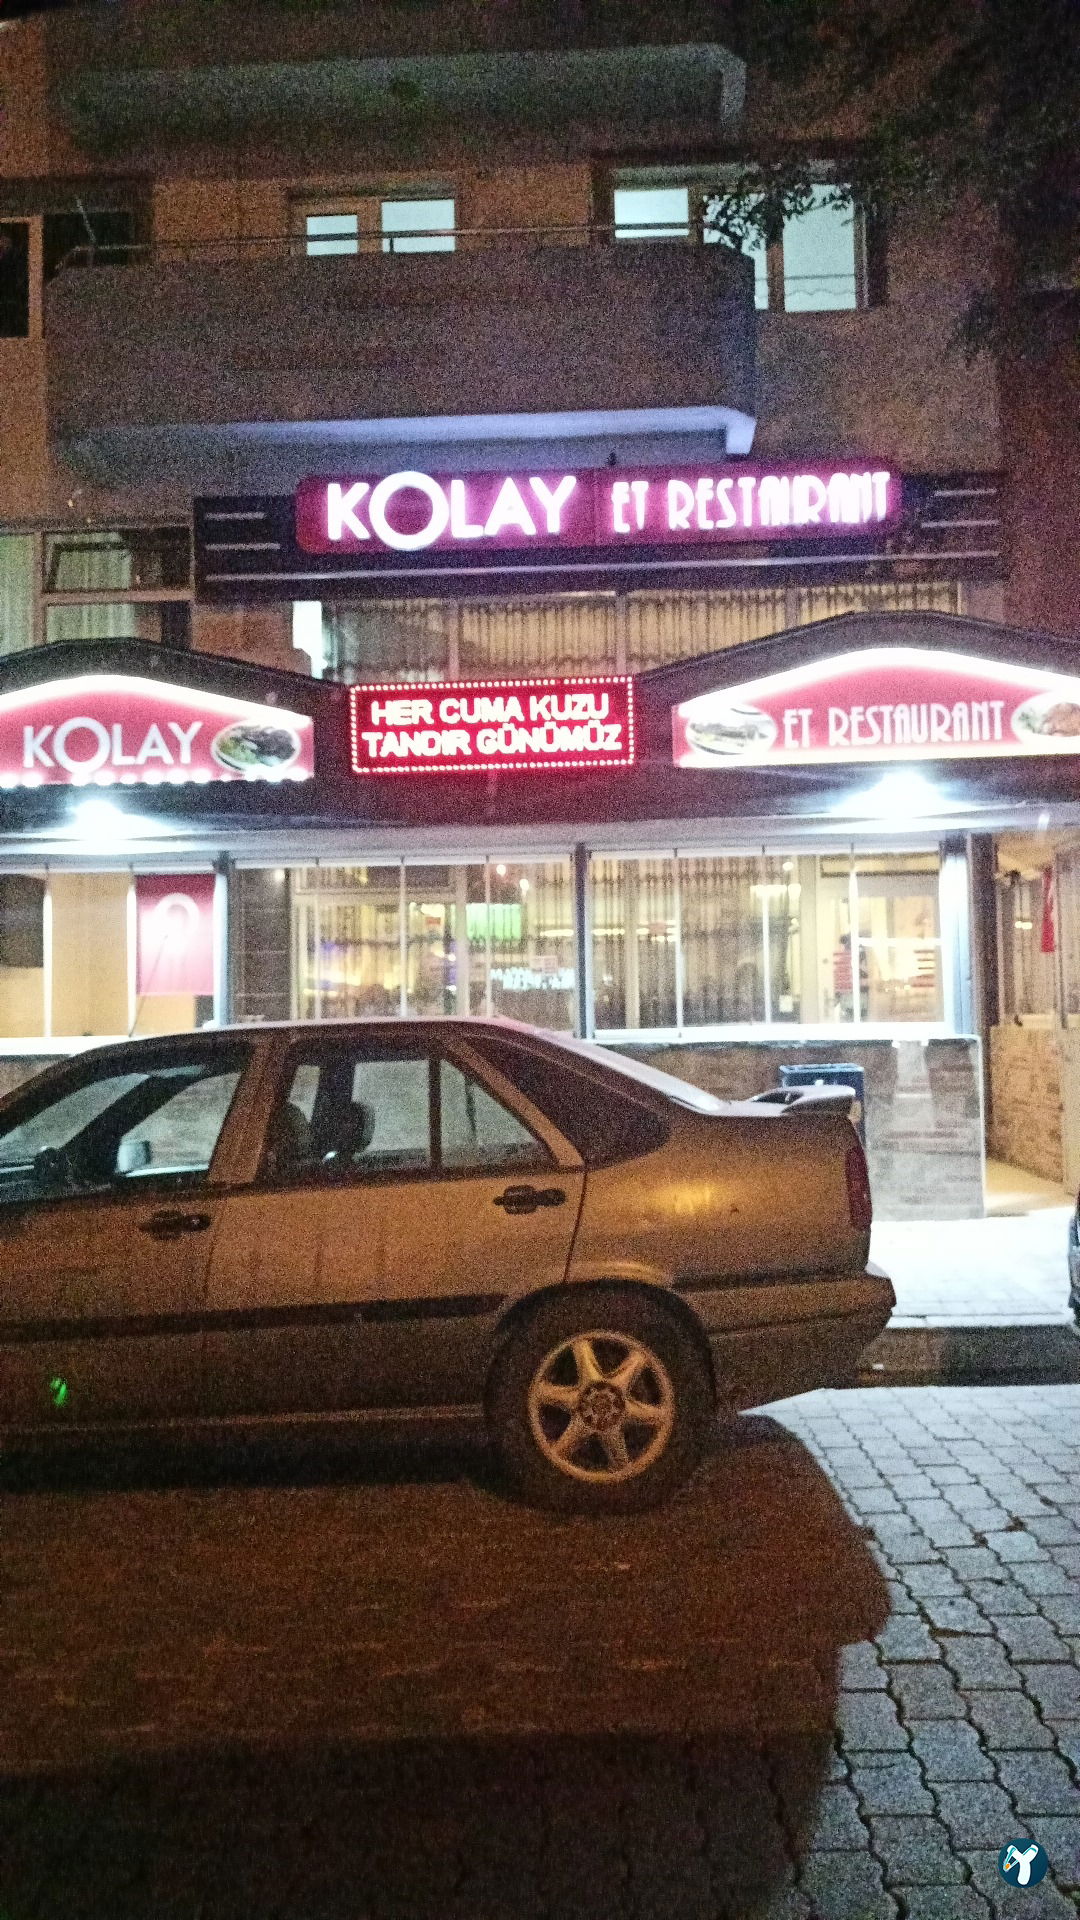 KOLAY ET RESTAURANT
KOLAY
HER CUMA KUZU
TANDIR GÜNÜMÜZ
ET RESTAURANT